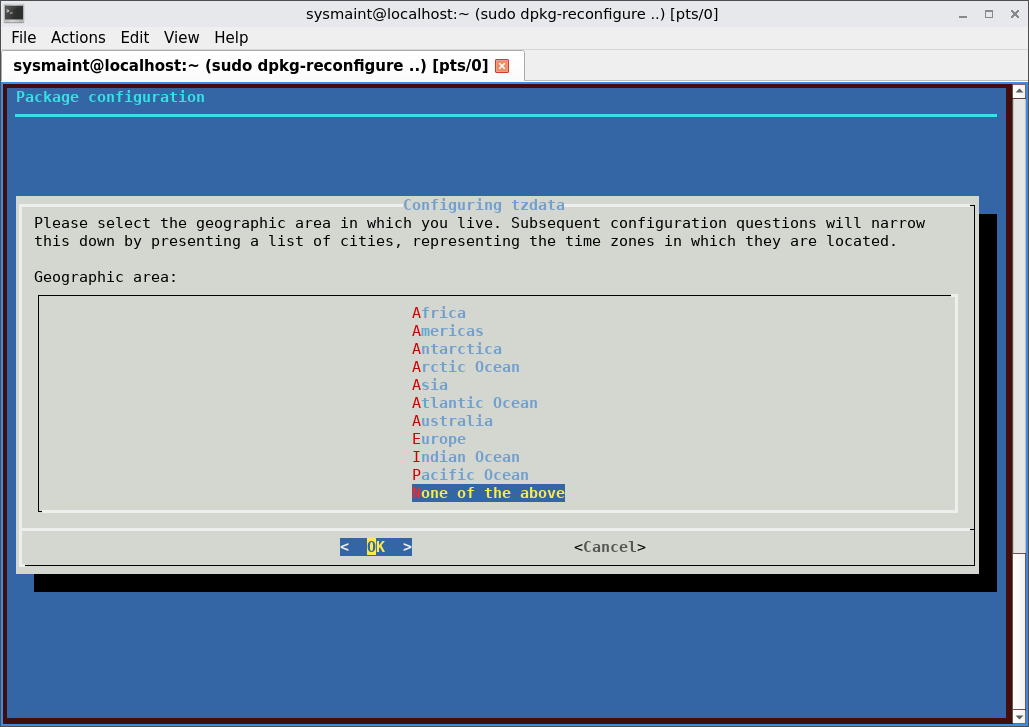 sysmaint@localhost:~ (sudo dpkg-reconfigure ..) [pts/0]
File Actions Edit View Help
sysmaint@localhost:~ (sudo dpkg-reconfigure ..) [pts/0]
Package configuration
Configuring tzdata
Please select the geographic area in which you live. Subsequent configuration questions will narrow
this down by presenting a list of cities, representing the time zones in which they are located.
Geographic area:
Africa
Americas
Antarctica
Arctic Ocean
Asia
Atlantic Ocean
Australia
Europe
Indian Ocean
Pacific Ocean
None of the above
<  OK  > <Cancel>